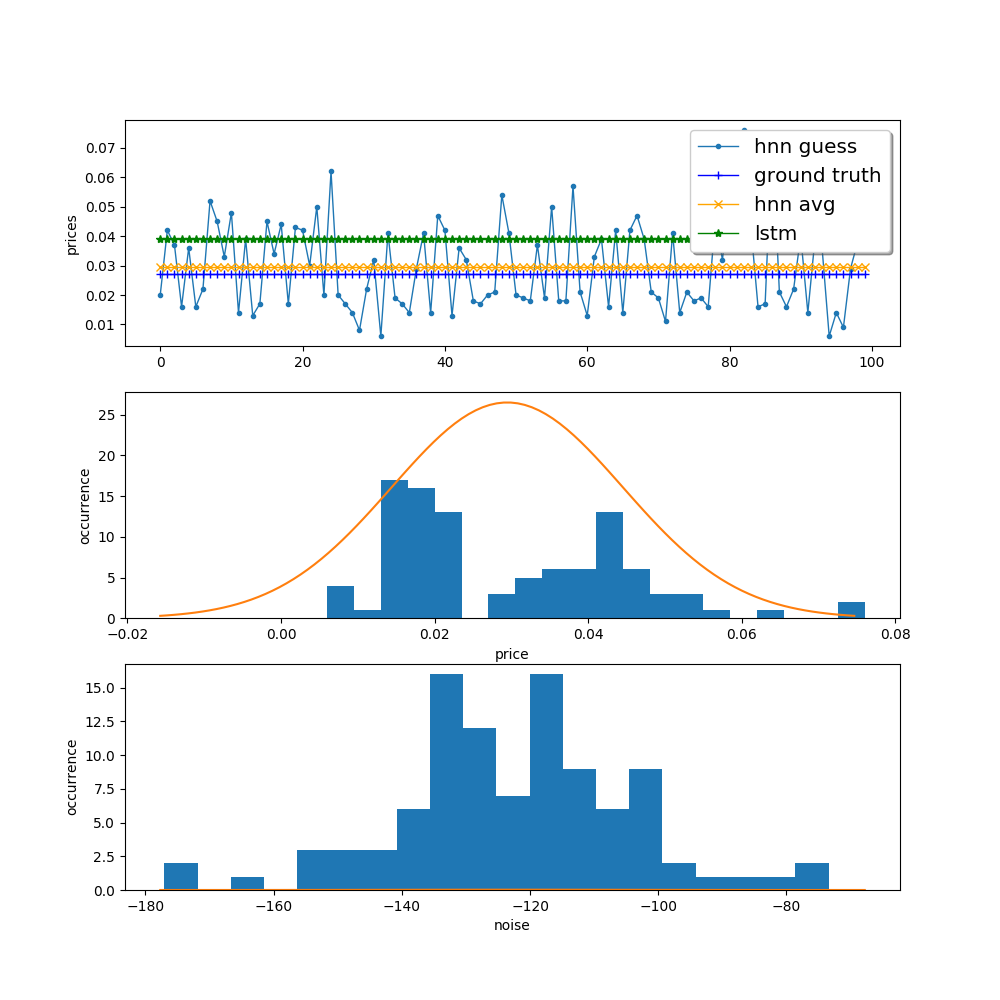 0.07
0.06
0.05
0.04
0.03
0.02
0.01
prices
hnn guess
ground truth
hnn avg
lstm
0 20 40 60 80 100
25
20
15
10
5
0
occurrence
−0.02 0.00 0.02 0.04 0.06 0.08
price
15.0
12.5
10.0
7.5
5.0
2.5
0.0
occurrence
−180 −160 −140 −120 −100 −80
noise